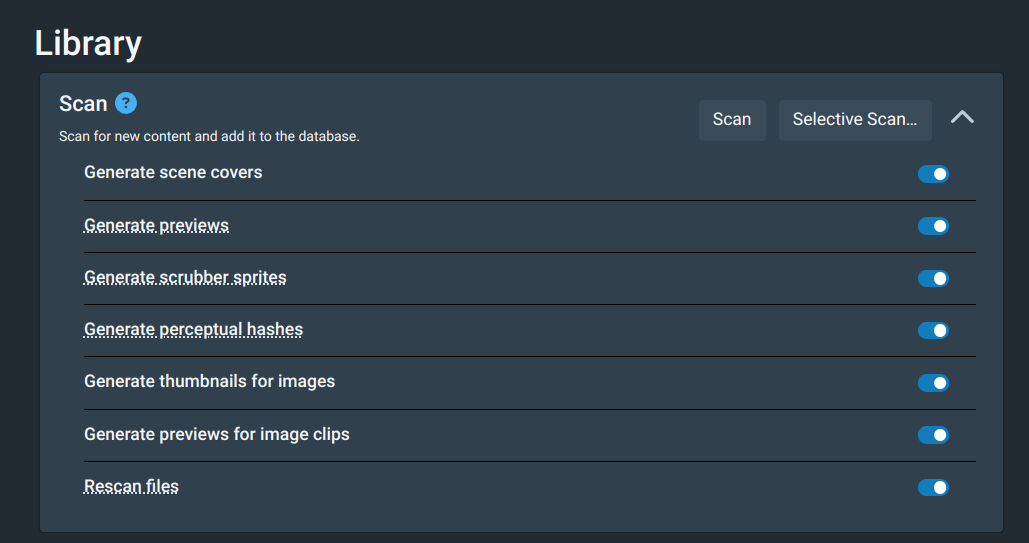 Library
Scan ?
Scan Selective Scan...
Scan for new content and add it to the database.
Generate scene covers
Generate previews
Generate scrubber sprites
Generate perceptual hashes
Generate thumbnails for images
Generate previews for image clips
Rescan files